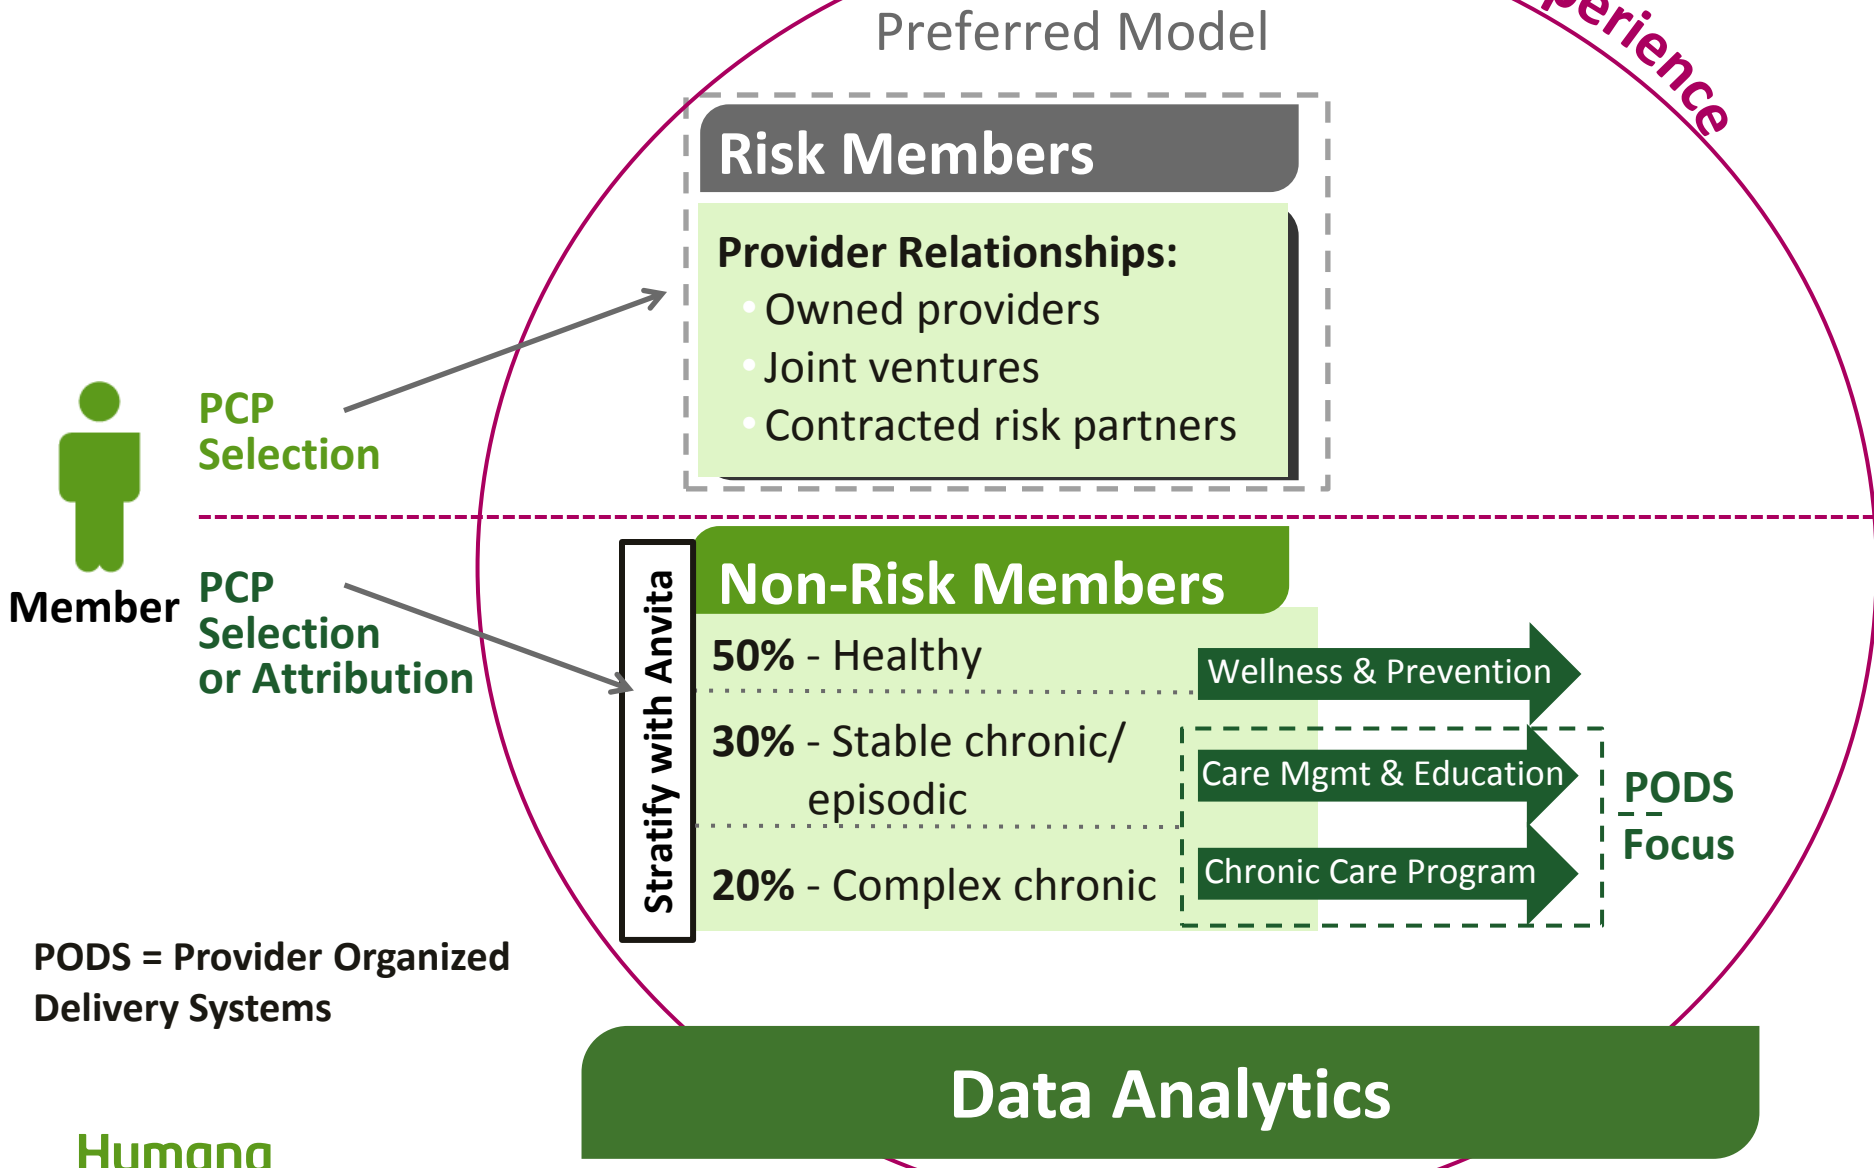 Preferred Model
Risk Members
Provider Relationships:
Owned providers
Joint ventures
Contracted risk partners
PCP
Selection
Member
PCP
Selection
or Attribution
Stratify with Anvita
Non-Risk Members
50% - Healthy
30% - Stable chronic/
episodic
20% - Complex chronic
Wellness & Prevention
Care Mgmt & Education
Chronic Care Program
PODS
Focus
PODS = Provider Organized
Delivery Systems
Data Analytics
Humana